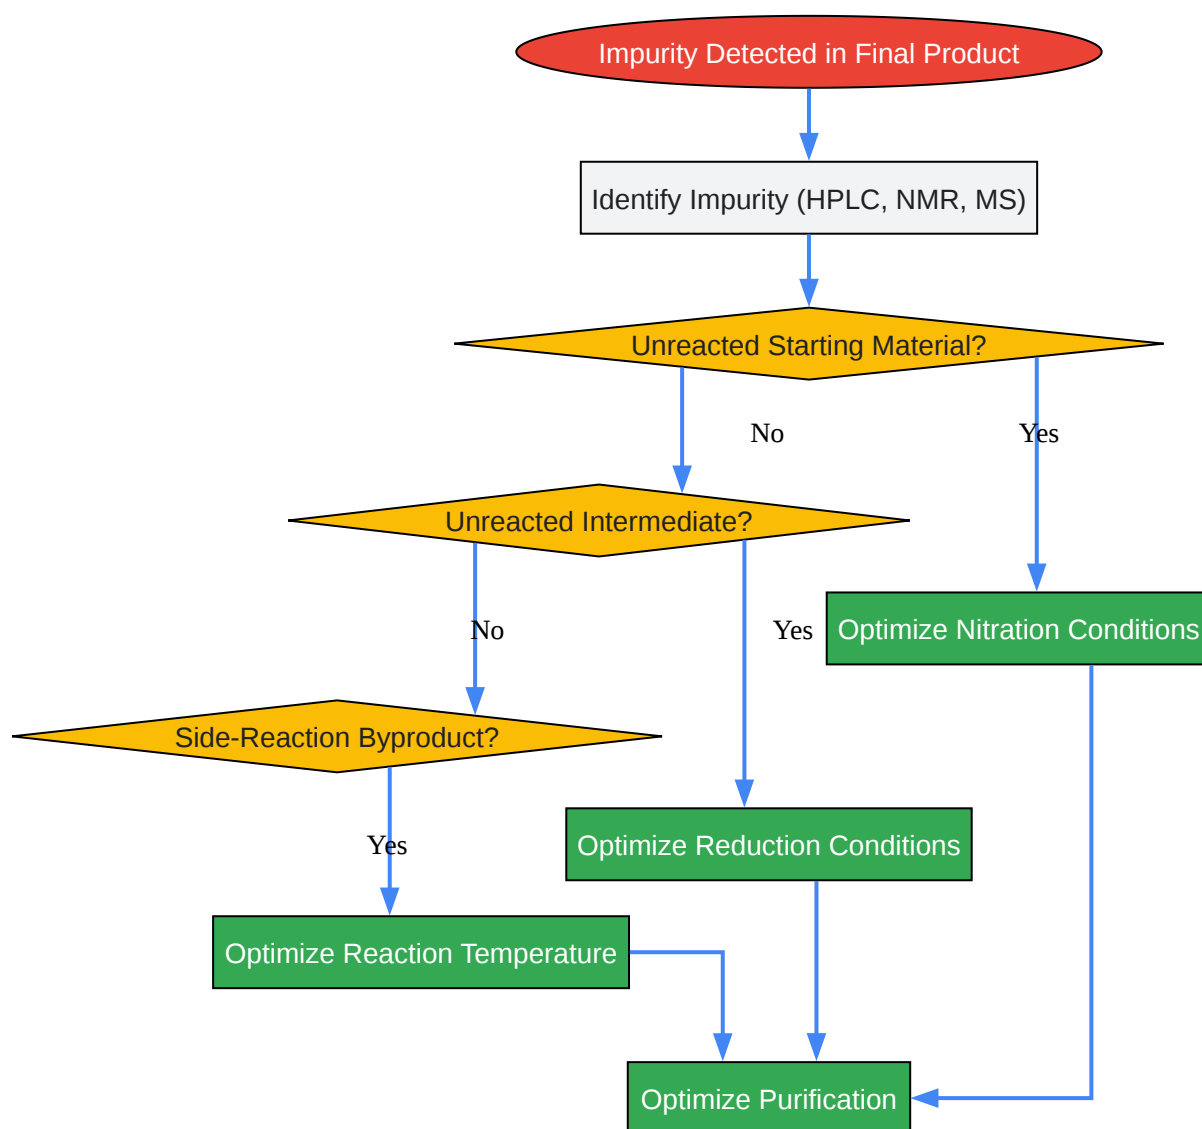 Impurity Detected in Final Product
Identify Impurity (HPLC, NMR, MS)
Unreacted Starting Material?
No
Yes
Unreacted Intermediate?
No
Yes
Optimize Nitration Conditions
Side-Reaction Byproduct?
Yes
Optimize Reduction Conditions
Optimize Reaction Temperature
Optimize Purification